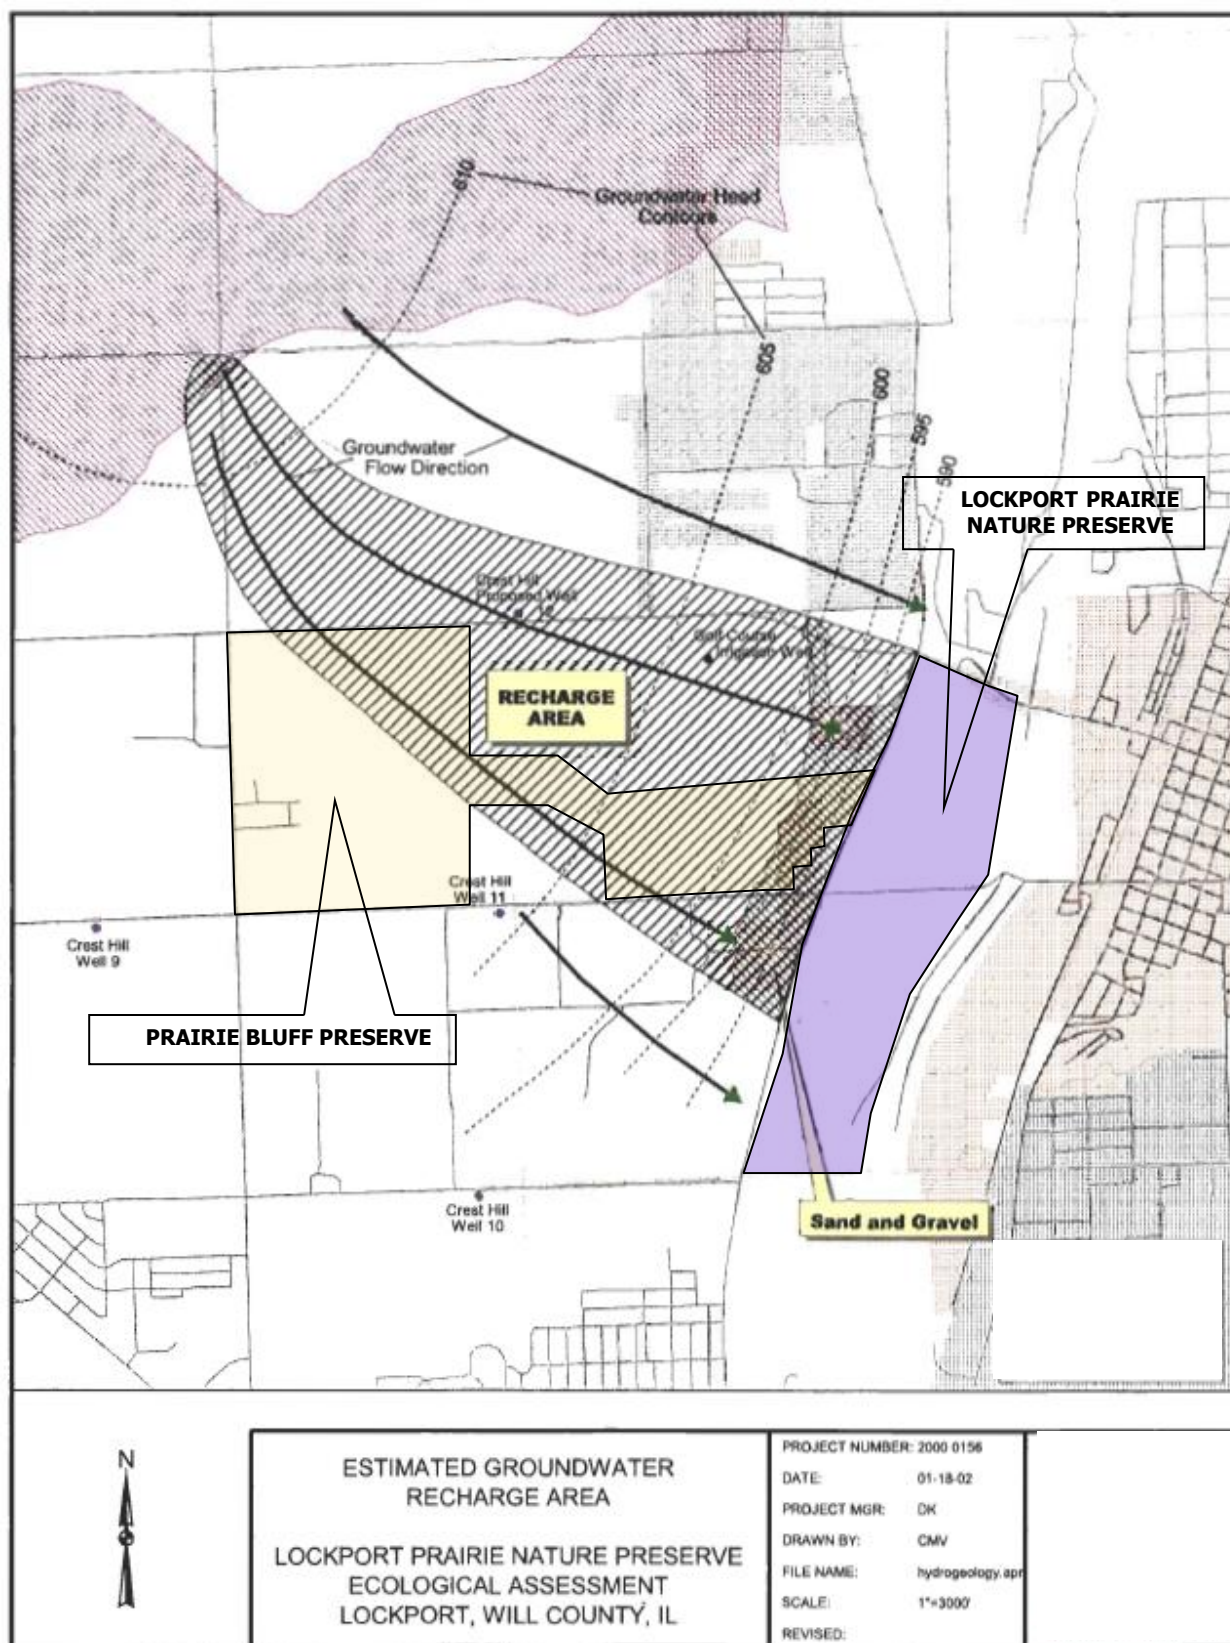 610
Groundwater Head
Contours
605
600
595
590
Groundwater
Flow Direction
LOCKPORT PRAIRIE
NATURE PRESERVE
Crest Hill
Proposed Well
12
Golf Course
Irrigation Well
RECHARGE
AREA
Crest Hill
Well 11
Crest Hill
Well 9
PRAIRIE BLUFF PRESERVE
Crest Hill
Well 10
Sand and Gravel
N
ESTIMATED GROUNDWATER
RECHARGE AREA
LOCKPORT PRAIRIE NATURE PRESERVE
ECOLOGICAL ASSESSMENT
LOCKPORT, WILL COUNTY, IL
PROJECT NUMBER: 2000 0156
DATE: 01-18-02
PROJECT MGR: DK
DRAWN BY: CMV
FILE NAME: hydrogeology.apr
SCALE: 1"=3000'
REVISED: